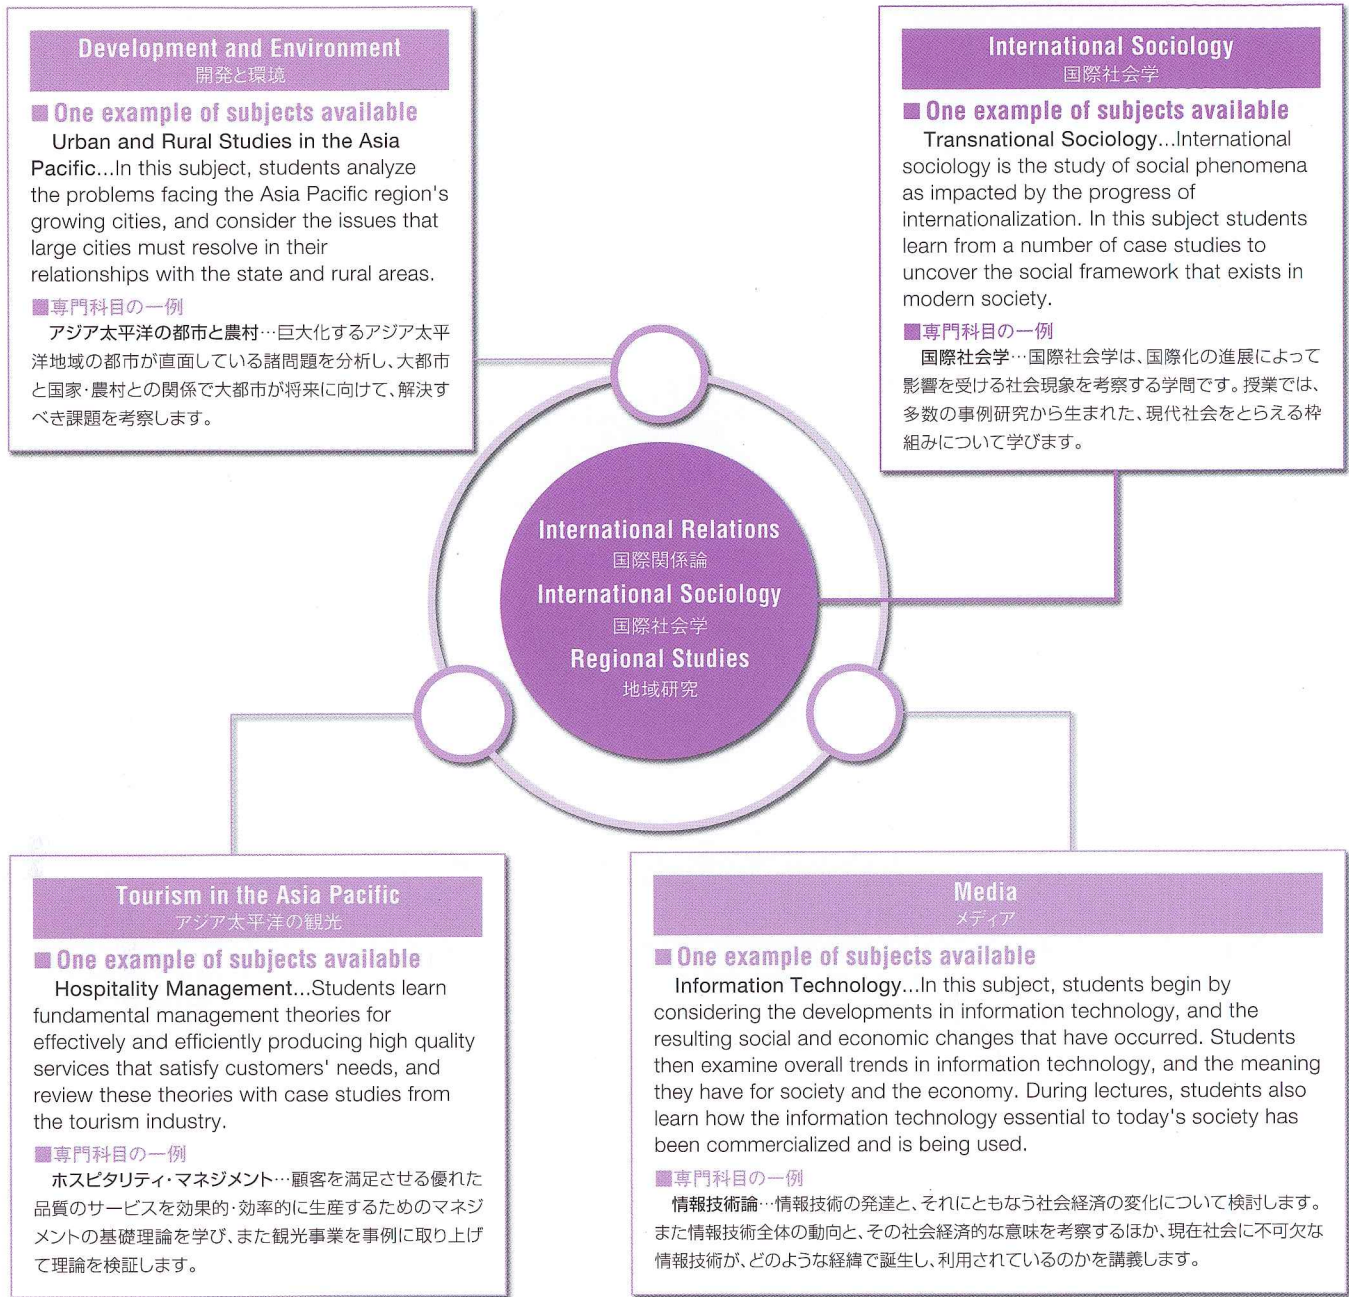 Development and Environment
開発と環境
■ One example of subjects available
Urban and Rural Studies in the Asia
Pacific...In this subject, students analyze
the problems facing the Asia Pacific region's
growing cities, and consider the issues that
large cities must resolve in their
relationships with the state and rural areas.
■専門科目の一例
アジア太平洋の都市と農村…巨大化するアジア太平
洋地域の都市が直面している諸問題を分析し、大都市
と国家・農村との関係で大都市が将来に向けて、解決す
べき課題を考察します。
International Sociology
国際社会学
■ One example of subjects available
Transnational Sociology...International
sociology is the study of social phenomena
as impacted by the progress of
internationalization. In this subject students
learn from a number of case studies to
uncover the social framework that exists in
modern society.
■専門科目の一例
国際社会学…国際社会学は、国際化の進展によって
影響を受ける社会現象を考察する学問です。授業では、
多数の事例研究から生まれた、現代社会をとらえる枠
組みについて学びます。
International Relations
国際関係論
International Sociology
国際社会学
Regional Studies
地域研究
Tourism in the Asia Pacific
アジア太平洋の観光
■ One example of subjects available
Hospitality Management...Students learn
fundamental management theories for
effectively and efficiently producing high quality
services that satisfy customers' needs, and
review these theories with case studies from
the tourism industry.
■専門科目の一例
ホスピタリティ・マネジメント…顧客を満足させる優れた
品質のサービスを効果的・効率的に生産するためのマネジ
メントの基礎理論を学び、また観光事業を事例に取り上げ
て理論を検証します。
Media
メディア
■ One example of subjects available
Information Technology...In this subject, students begin by
considering the developments in information technology, and the
resulting social and economic changes that have occurred. Students
then examine overall trends in information technology, and the meaning
they have for society and the economy. During lectures, students also
learn how the information technology essential to today's society has
been commercialized and is being used.
■専門科目の一例
情報技術論…情報技術の発達と、それにともなう社会経済の変化について検討します。
また情報技術全体の動向と、その社会経済的な意味を考察するほか、現在社会に不可欠な
情報技術が、どのような経緯で誕生し、利用されているのかを講義します。